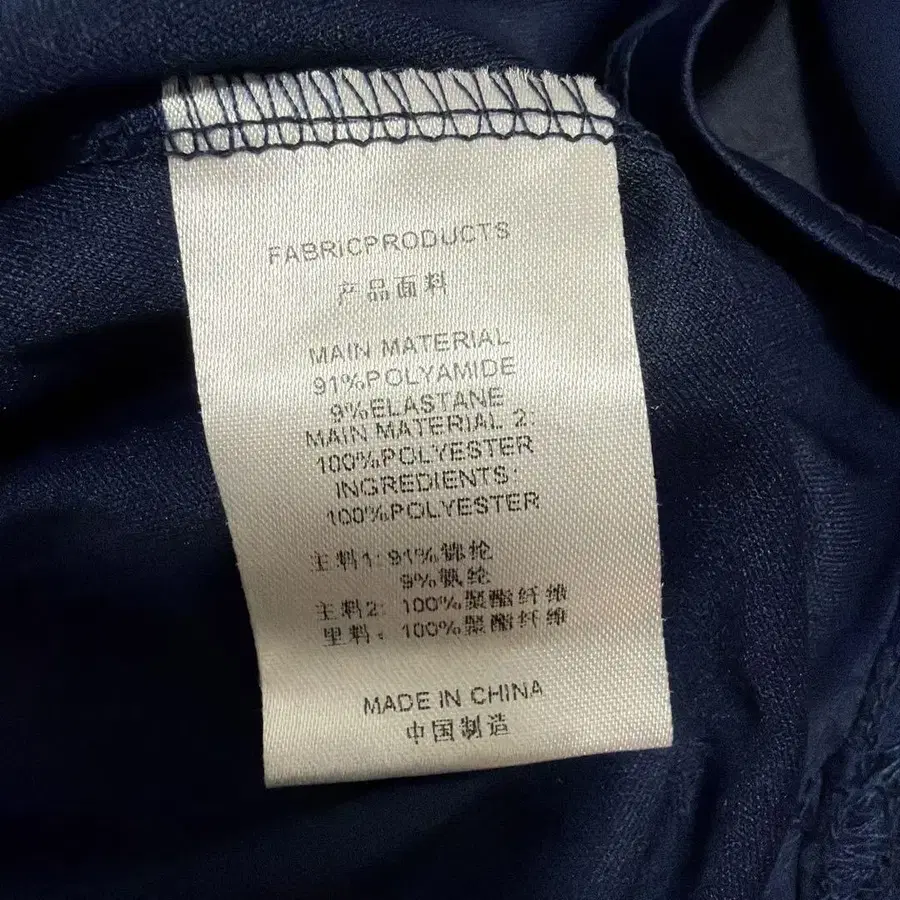 FABRICPRODUCTS
产品面料
MAIN MATERIAL
91%POLYAMIDE
9%ELASTANE
MAIN MATERIAL 2:
100%POLYESTER
INGREDIENTS:
100%POLYESTER
主料1: 91%锦纶
9%氨纶
主料2: 100%聚酯纤维
里料: 100%聚酯纤维
MADE IN CHINA
中国制造